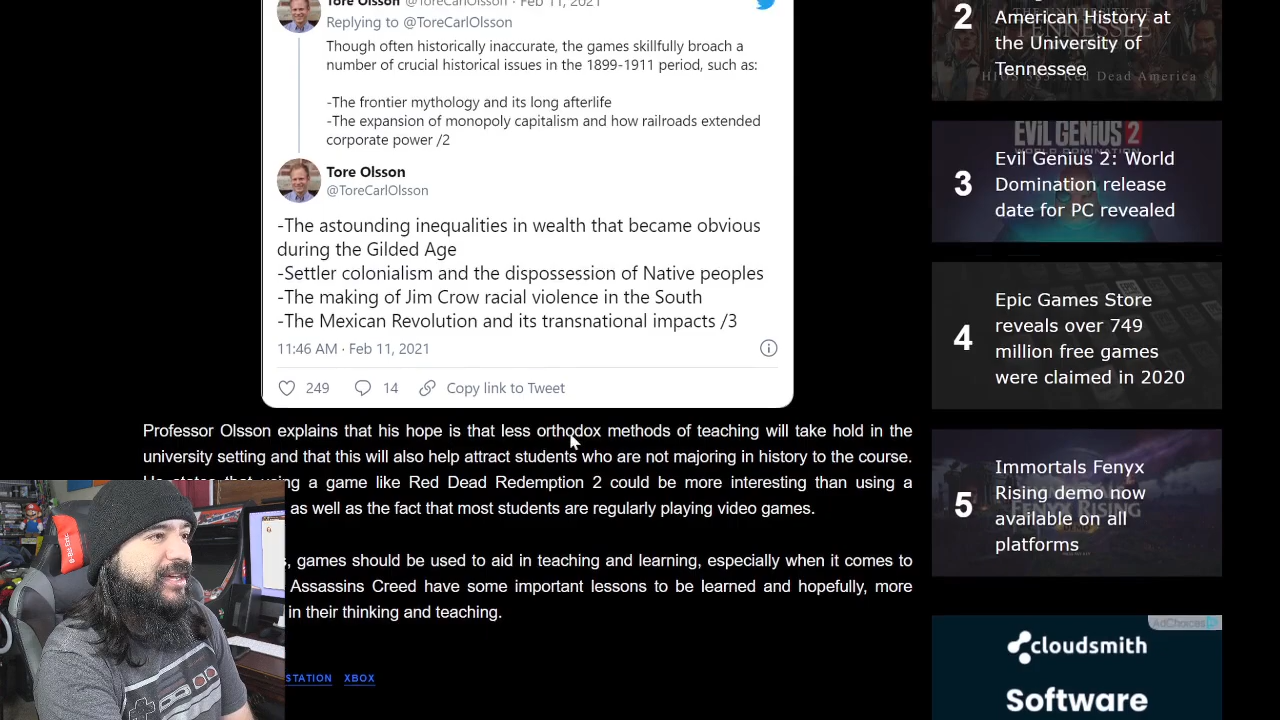 Tore Olsson @ToreCarlOlsson · Feb 11, 2021
Replying to @ToreCarlOlsson
Though often historically inaccurate, the games skillfully broach a
number of crucial historical issues in the 1899-1911 period, such as:
-The frontier mythology and its long afterlife
-The expansion of monopoly capitalism and how railroads extended
corporate power /2
Tore Olsson
@ToreCarlOlsson
-The astounding inequalities in wealth that became obvious
during the Gilded Age
-Settler colonialism and the dispossession of Native peoples
-The making of Jim Crow racial violence in the South
-The Mexican Revolution and its transnational impacts /3
11:46 AM · Feb 11, 2021
249 14 Copy link to Tweet
Professor Olsson explains that his hope is that less orthodox methods of teaching will take hold in the
university setting and that this will also help attract students who are not majoring in history to the course.
using a game like Red Dead Redemption 2 could be more interesting than using a
as well as the fact that most students are regularly playing video games.
games should be used to aid in teaching and learning, especially when it comes to
Assassins Creed have some important lessons to be learned and hopefully, more
in their thinking and teaching.
STATION XBOX
2
American History at
the University of
Tennessee
TENNESSEE
Red Dead America
3
EVIL GENIUS 2
Evil Genius 2: World
Domination release
date for PC revealed
4
Epic Games Store
reveals over 749
million free games
were claimed in 2020
5
Immortals Fenyx
Rising demo now
available on all
platforms
AdChoices
cloudsmith
Software